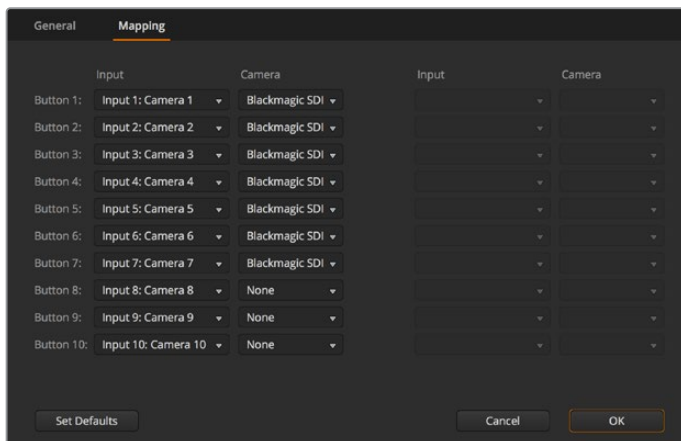 General Mapping
Input Camera Input Camera
Button 1: Input 1: Camera 1 Blackmagic SDI
Button 2: Input 2: Camera 2 Blackmagic SDI
Button 3: Input 3: Camera 3 Blackmagic SDI
Button 4: Input 4: Camera 4 Blackmagic SDI
Button 5: Input 5: Camera 5 Blackmagic SDI
Button 6: Input 6: Camera 6 Blackmagic SDI
Button 7: Input 7: Camera 7 Blackmagic SDI
Button 8: Input 8: Camera 8 None
Button 9: Input 9: Camera 9 None
Button 10: Input 10: Camera 10 None
Set Defaults Cancel OK